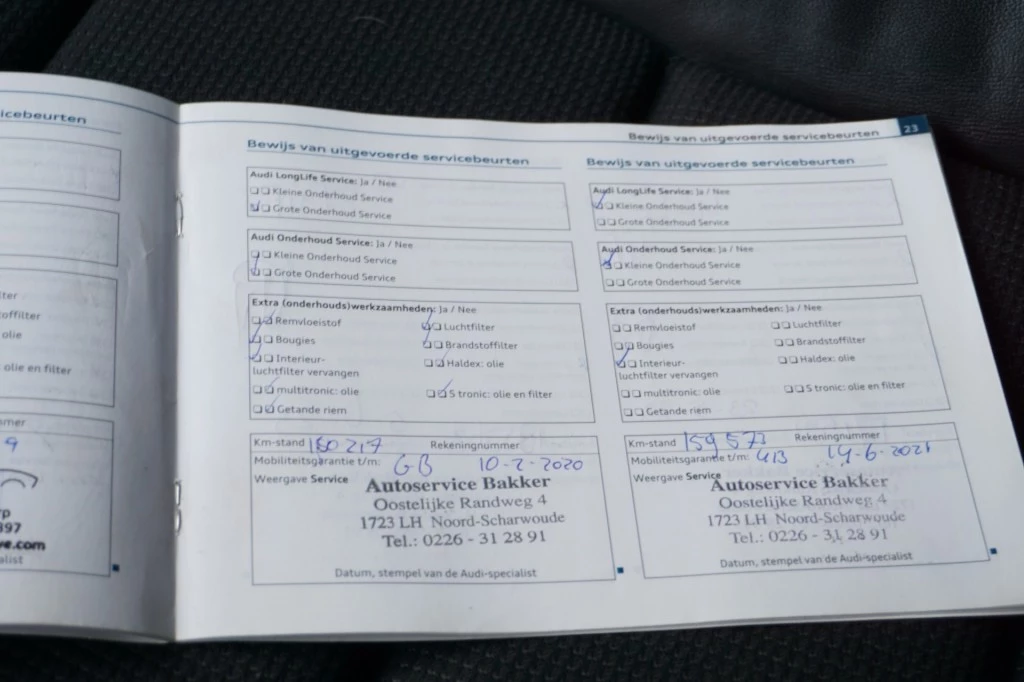 icebeurten
ter
offilter
olie
olie en filter
mer
9
rp
397
ve.com
alist
Bewijs van uitgevoerde servicebeurten 23
Bewijs van uitgevoerde servicebeurten
Audi LongLife Service: Ja / Nee
Kleine Onderhoud Service
Grote Onderhoud Service
Audi Onderhoud Service: Ja / Nee
Kleine Onderhoud Service
Grote Onderhoud Service
Extra (onderhouds)werkzaamheden: Ja / Nee
Remvloeistof Luchtfilter
Bougies Brandstoffilter
Interieur- Haldex: olie
luchtfilter vervangen
multitronic: olie S tronic: olie en filter
Getande riem
Km-stand 150217 Rekeningnummer
Mobiliteitsgarantie t/m: GB 10-2-2020
Weergave Service
Autoservice Bakker
Oostelijke Randweg 4
1723 LH Noord-Scharwoude
Tel.: 0226 - 31 28 91
Datum, stempel van de Audi-specialist
Bewijs van uitgevoerde servicebeurten
Audi LongLife Service: Ja / Nee
Kleine Onderhoud Service
Grote Onderhoud Service
Audi Onderhoud Service: Ja / Nee
Kleine Onderhoud Service
Grote Onderhoud Service
Extra (onderhouds)werkzaamheden: Ja / Nee
Remvloeistof Luchtfilter
Bougies Brandstoffilter
Interieur- Haldex: olie
luchtfilter vervangen
multitronic: olie S tronic: olie en filter
Getande riem
Km-stand 159573 Rekeningnummer
Mobiliteitsgarantie t/m: 14-6-2021
Weergave Service
Autoservice Bakker
Oostelijke Randweg 4
1723 LH Noord-Scharwoude
Tel.: 0226 - 31 28 91
Datum, stempel van de Audi-specialist